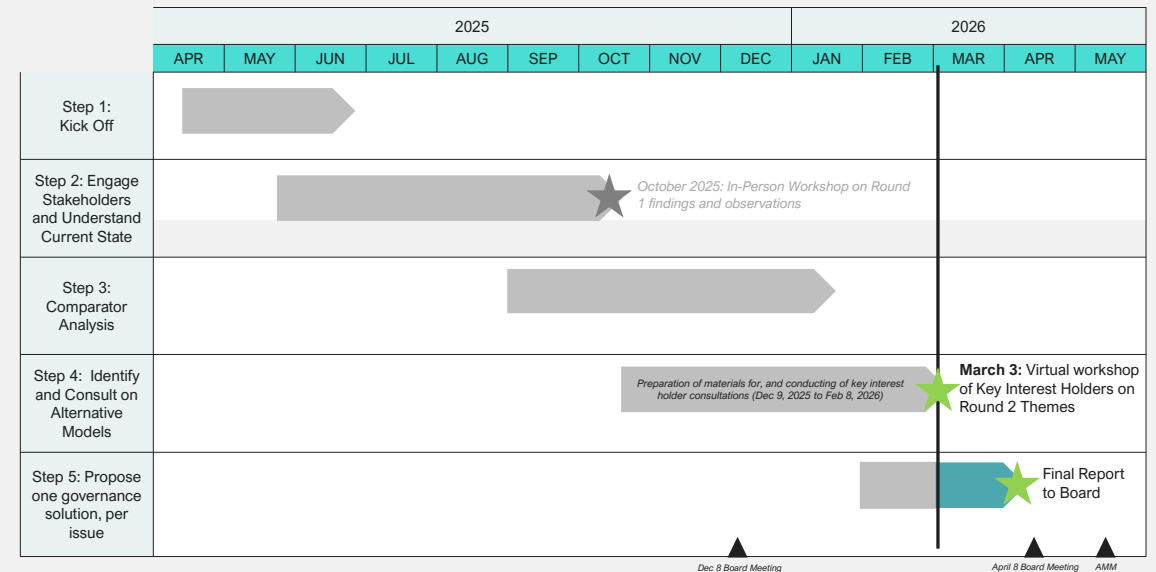 2025
2026
APR
MAY
JUN
JUL
AUG
SEP
OCT
NOV
DEC
JAN
FEB
MAR
APR
MAY
Step 1:
Kick Off
Step 2: Engage
Stakeholders
and Understand
Current State
October 2025: In-Person Workshop on Round
1 findings and observations
Step 3:
Comparator
Analysis
Step 4:  Identify
and Consult on
Alternative
Models
Preparation of materials for, and conducting of key interest
holder consultations (Dec 9, 2025 to Feb 8, 2026)
March 3: Virtual workshop
of Key Interest Holders on
Round 2 Themes
Step 5: Propose
one governance
solution, per
issue
Final Report
to Board
Dec 8 Board Meeting
April 8 Board Meeting
AMM